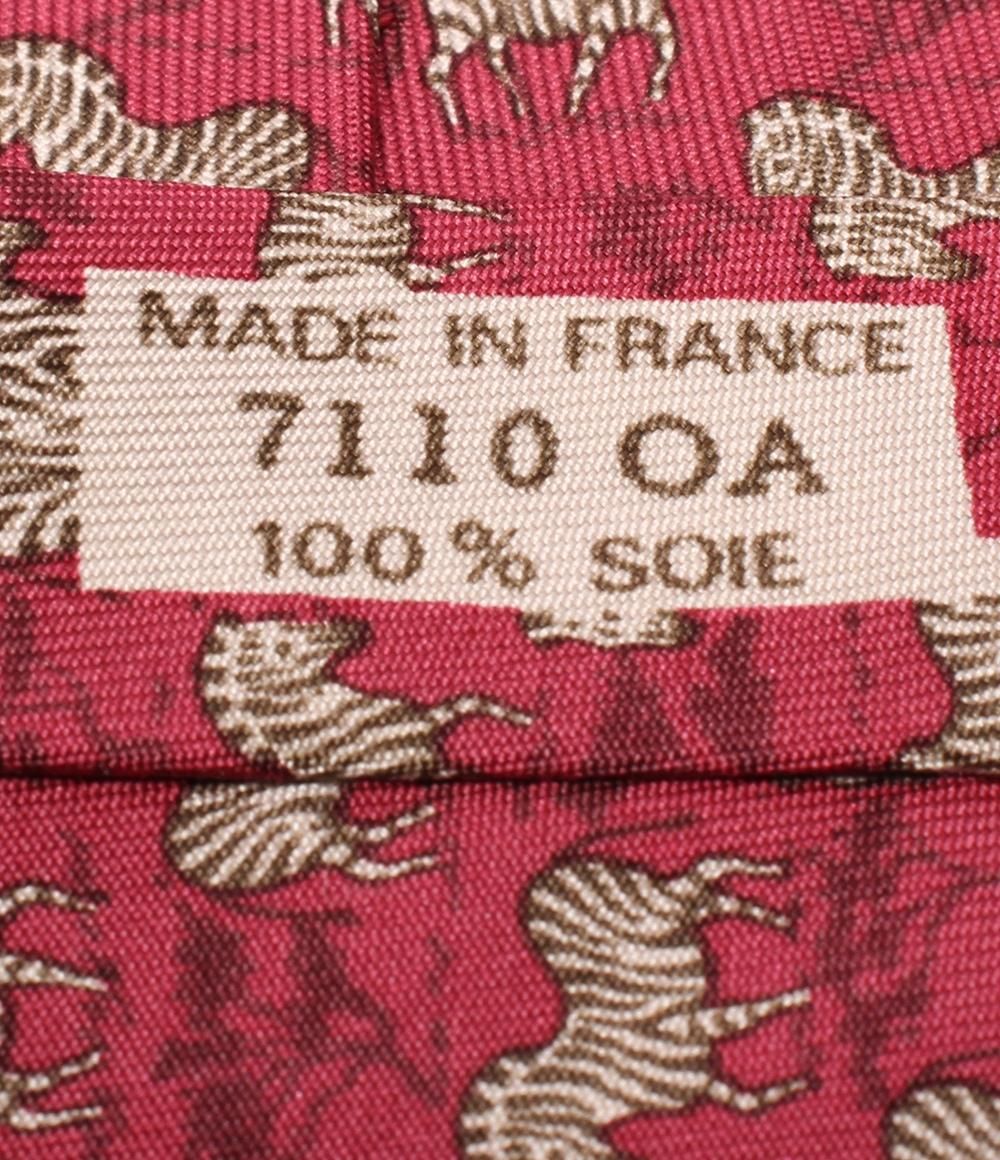 MADE IN FRANCE
7110 OA
100% SOIE